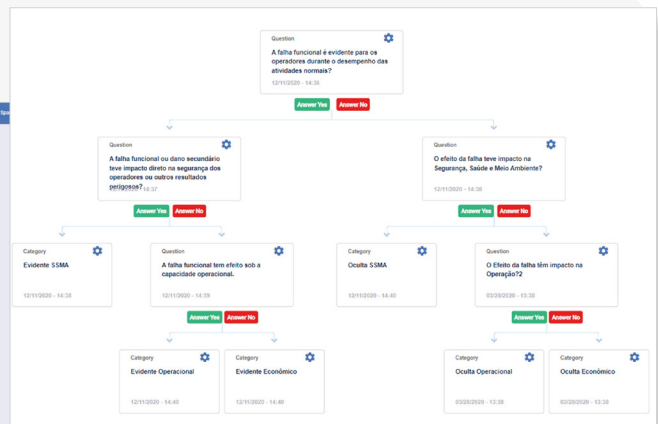 Question
A falha funcional é evidente para os
operadores durante o desempenho das
atividades normais?
12/11/2020 - 14:36
Answer Yes Answer No
Question
A falha funcional ou dano secundário
teve impacto direto na segurança dos
operadores ou outros resultados
perigosos?
14:37
Answer Yes Answer No
Question
O efeito da falha teve impacto na
Segurança, Saúde e Meio Ambiente?
12/11/2020 - 14:38
Answer Yes Answer No
Category
Evidente SSMA
12/11/2020 - 14:38
Question
A falha funcional tem efeito sob a
capacidade operacional.
12/11/2020 - 14:39
Answer Yes Answer No
Category
Oculta SSMA
12/11/2020 - 14:40
Question
O Efeito da falha têm impacto na
Operação?2
03/20/2020 - 13:38
Answer Yes Answer No
Category
Evidente Operacional
12/11/2020 - 14:40
Category
Evidente Econômico
12/11/2020 - 14:40
Category
Oculta Operacional
03/20/2020 - 13:38
Category
Oculta Econômico
03/20/2020 - 13:38